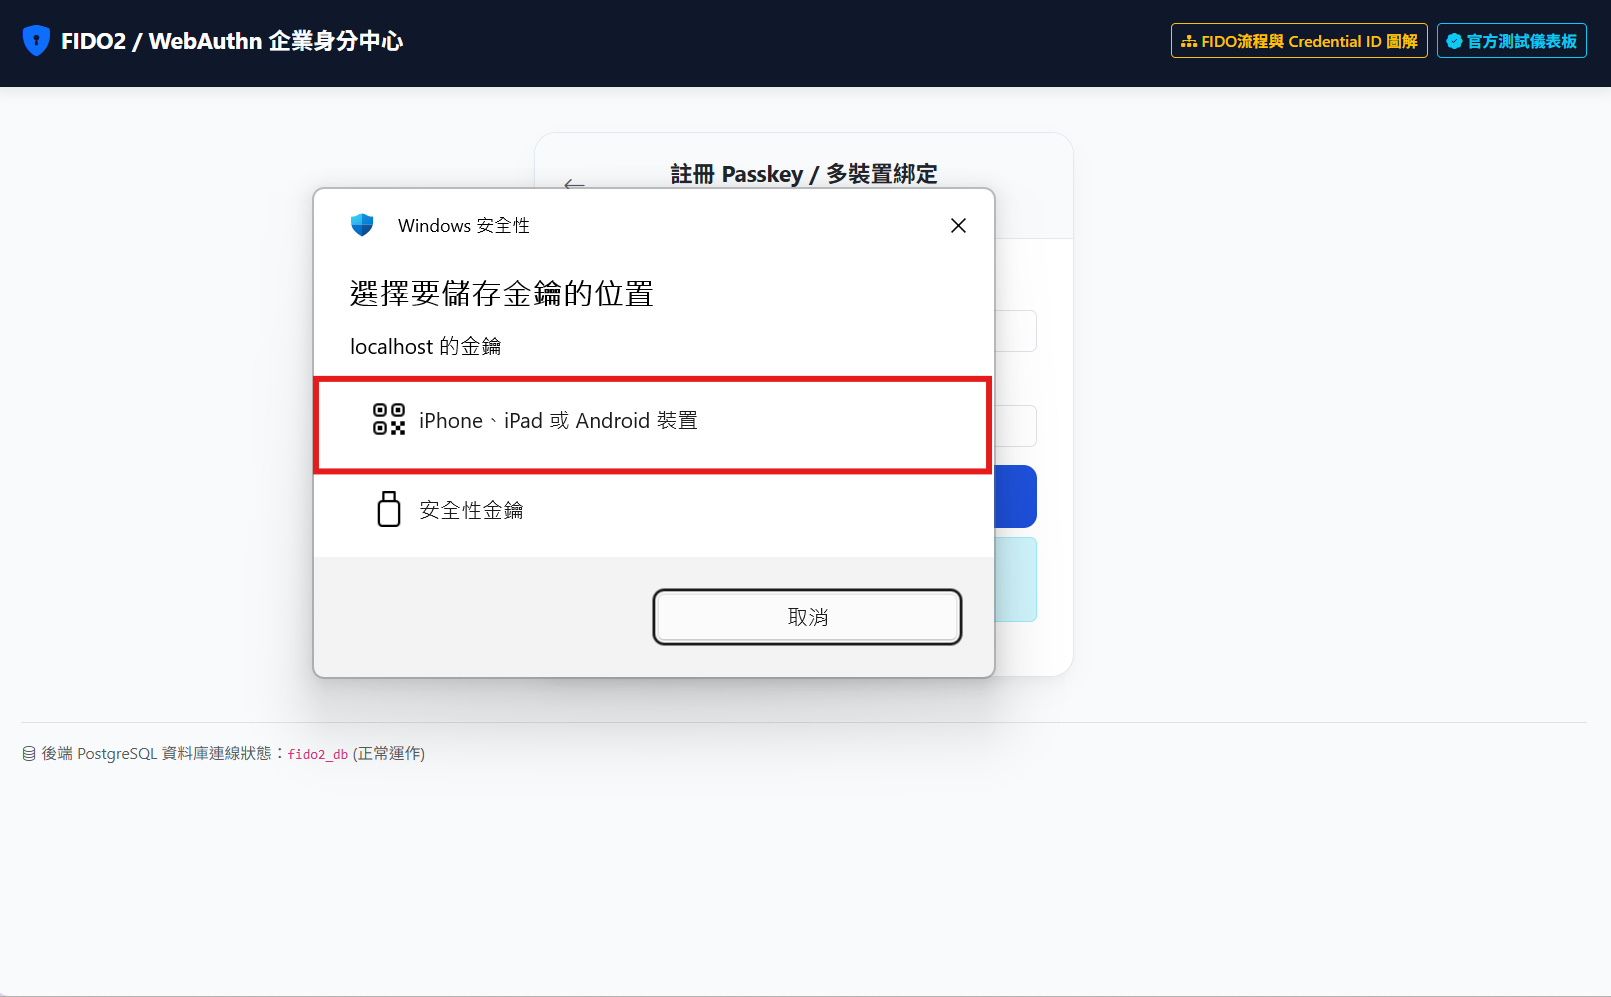 FIDO2 / WebAuthn 企業身分中心
FIDO流程與 Credential ID 圖解
官方測試儀表板
註冊 Passkey / 多裝置綁定
Windows 安全性
選擇要儲存金鑰的位置
localhost 的金鑰
iPhone、iPad 或 Android 裝置
安全性金鑰
取消
後端 PostgreSQL 資料庫連線狀態：fido2_db (正常運作)